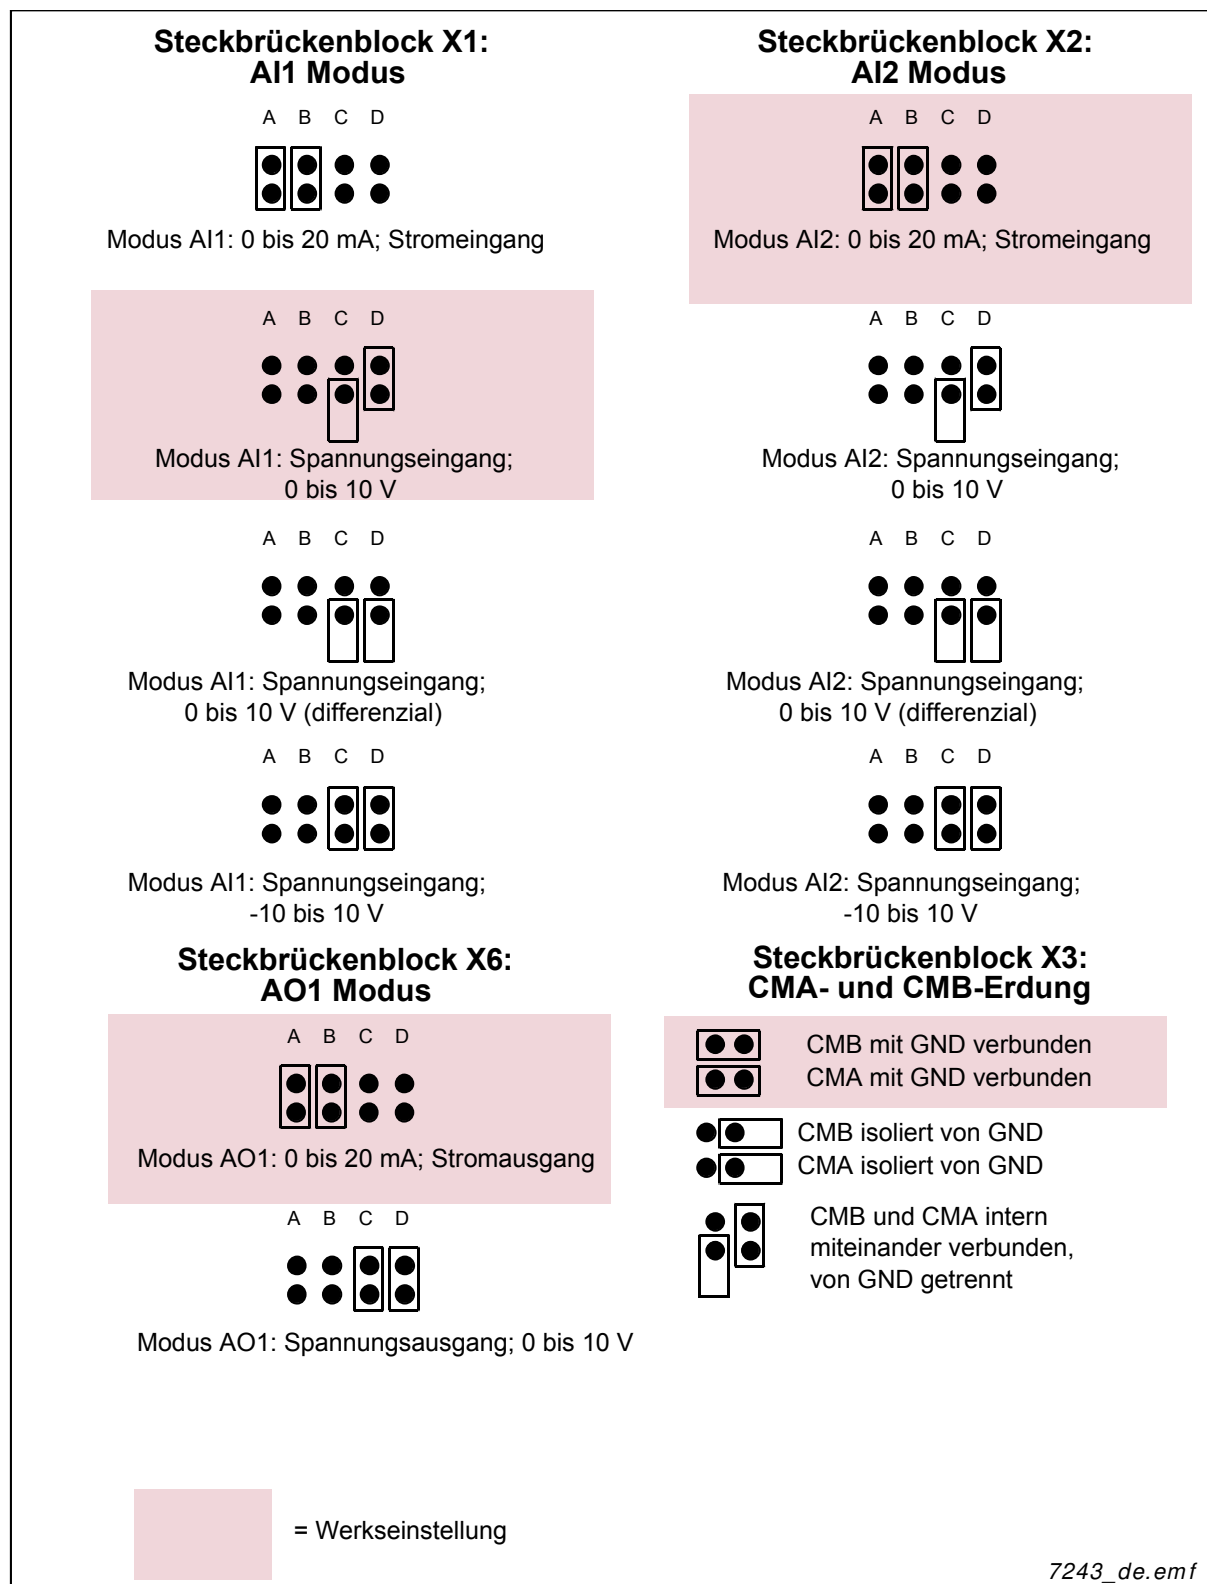 Steckbrückenblock X1:
AI1 Modus
A B C D
Modus AI1: 0 bis 20 mA; Stromeingang
A B C D
Modus AI1: Spannungseingang;
0 bis 10 V
A B C D
Modus AI1: Spannungseingang;
0 bis 10 V (differenzial)
A B C D
Modus AI1: Spannungseingang;
-10 bis 10 V
Steckbrückenblock X2:
AI2 Modus
A B C D
Modus AI2: 0 bis 20 mA; Stromeingang
A B C D
Modus AI2: Spannungseingang;
0 bis 10 V
A B C D
Modus AI2: Spannungseingang;
0 bis 10 V (differenzial)
A B C D
Modus AI2: Spannungseingang;
-10 bis 10 V
Steckbrückenblock X6:
AO1 Modus
A B C D
Modus AO1: 0 bis 20 mA; Stromausgang
A B C D
Modus AO1: Spannungsausgang; 0 bis 10 V
Steckbrückenblock X3:
CMA- und CMB-Erdung
CMB mit GND verbunden
CMA mit GND verbunden
CMB isoliert von GND
CMA isoliert von GND
CMB und CMA intern
miteinander verbunden,
von GND getrennt
= Werkseinstellung
7243_de.emf